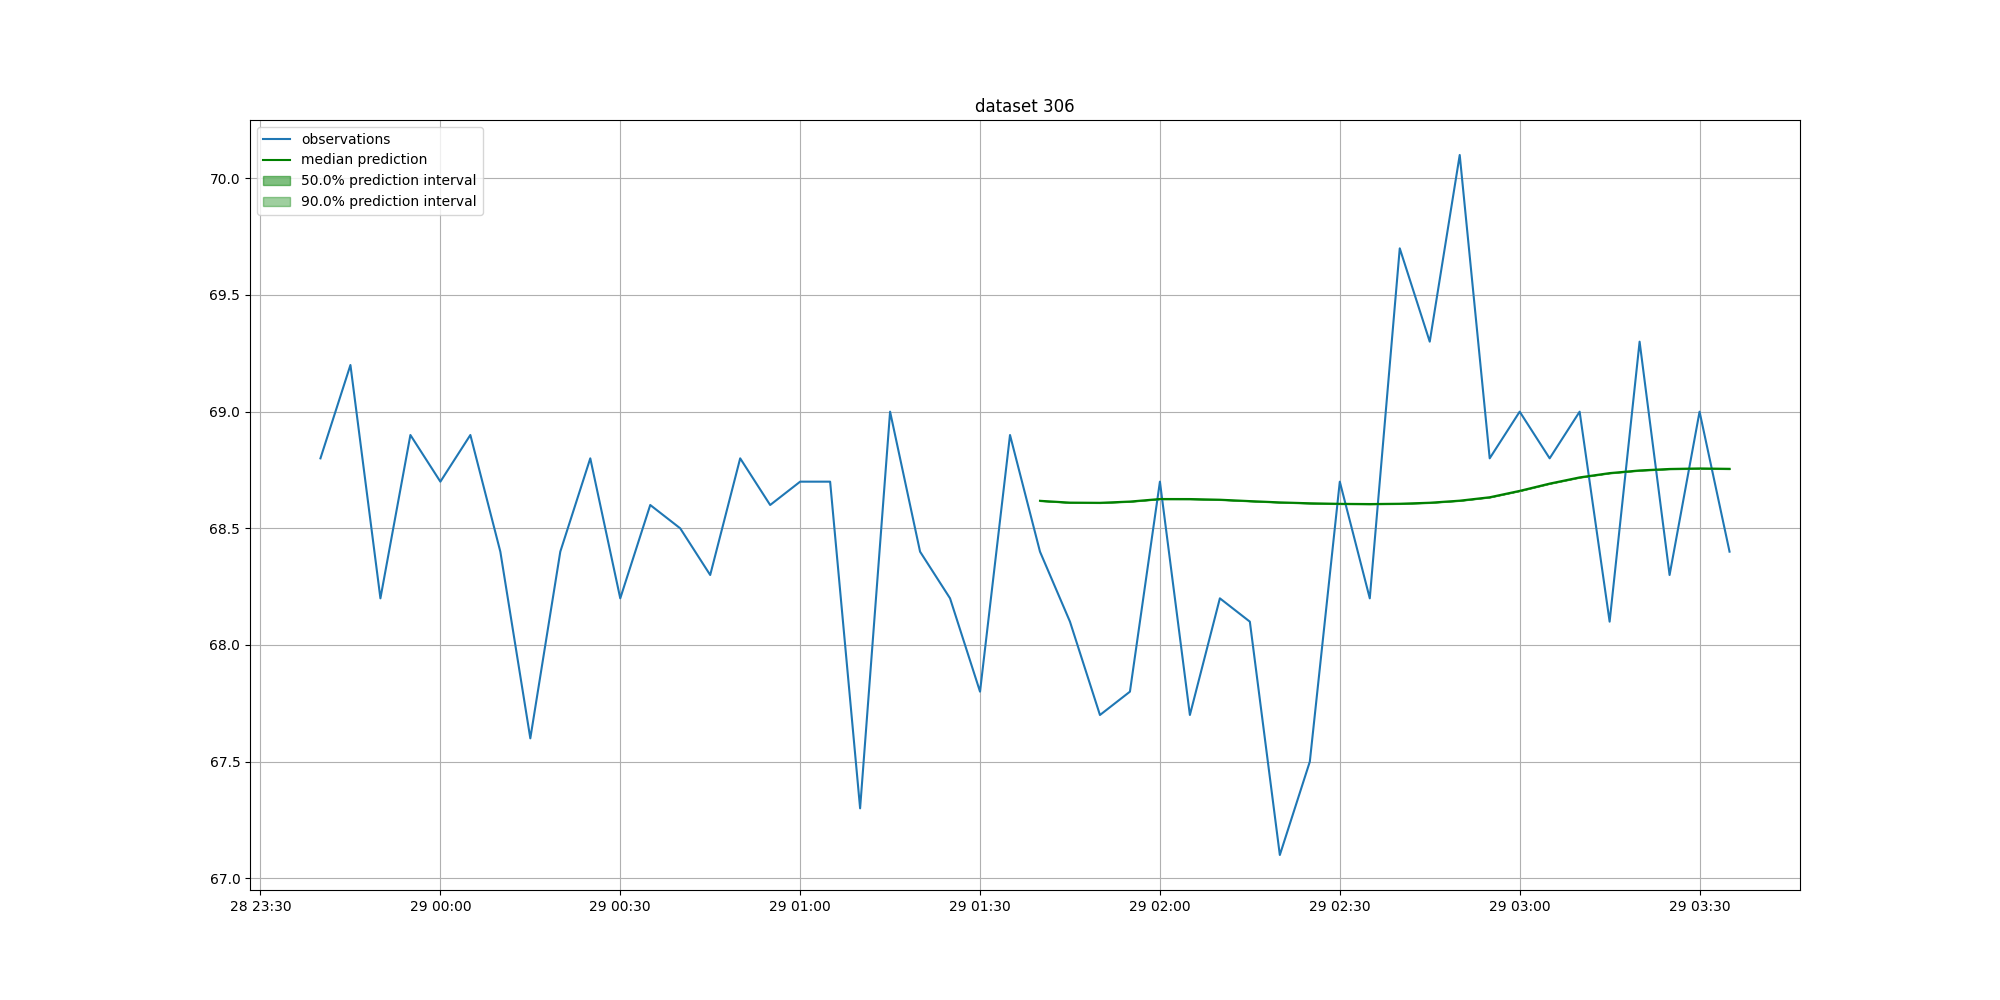 dataset 306
observations
median prediction
50.0% prediction interval
90.0% prediction interval
70.0
69.5
69.0
68.5
68.0
67.5
67.0
28 23:30 29 00:00 29 00:30 29 01:00 29 01:30 29 02:00 29 02:30 29 03:00 29 03:30